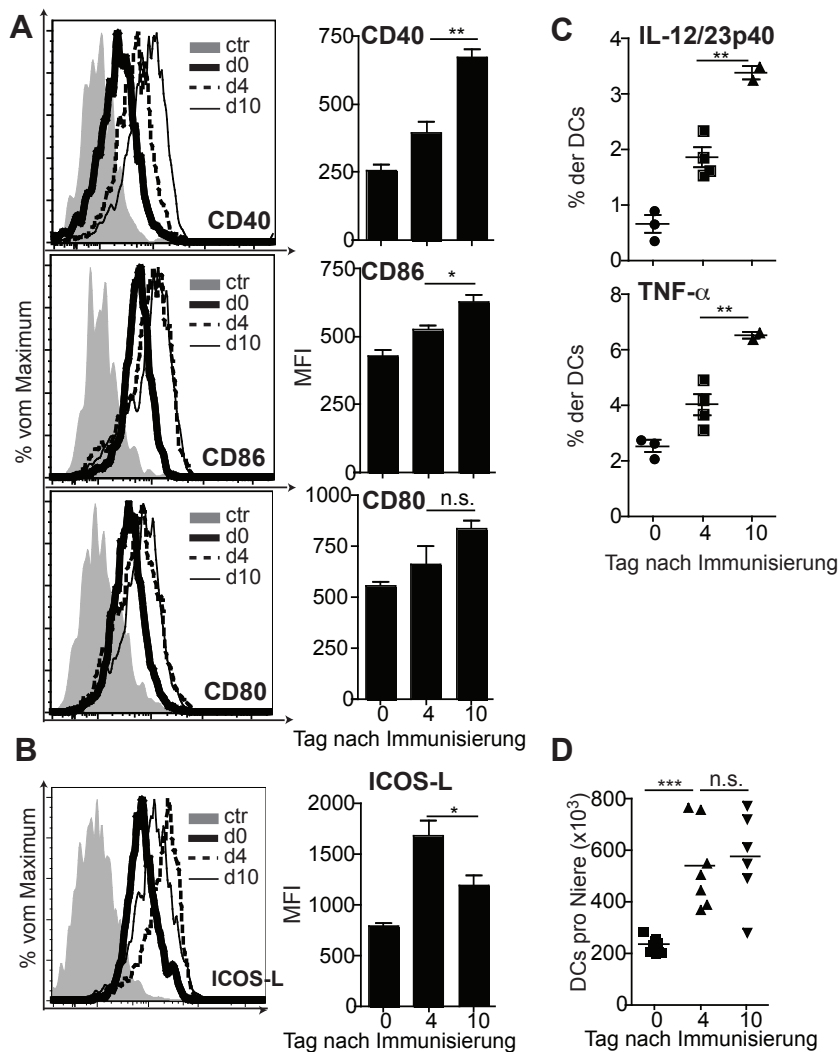 A
ctr
d0
d4
d10
CD40
% vom Maximum
ctr
d0
d4
d10
CD86
ctr
d0
d4
d10
CD80
CD40
**
750
500
250
0
CD86
*
750
500
250
0
MFI
CD80
n.s.
1000
750
500
250
0
0 4 10
Tag nach Immunisierung
C
IL-12/23p40
**
4
3
2
1
0
% der DCs
TNF-α
**
8
6
4
2
0
% der DCs
0 4 10
Tag nach Immunisierung
B
ctr
d0
d4
d10
% vom Maximum
ICOS-L
ICOS-L
*
2000
1500
1000
500
0
MFI
0 4 10
Tag nach Immunisierung
D
*** n.s.
800
600
400
200
0
DCs pro Niere (x10³)
0 4 10
Tag nach Immunisierung